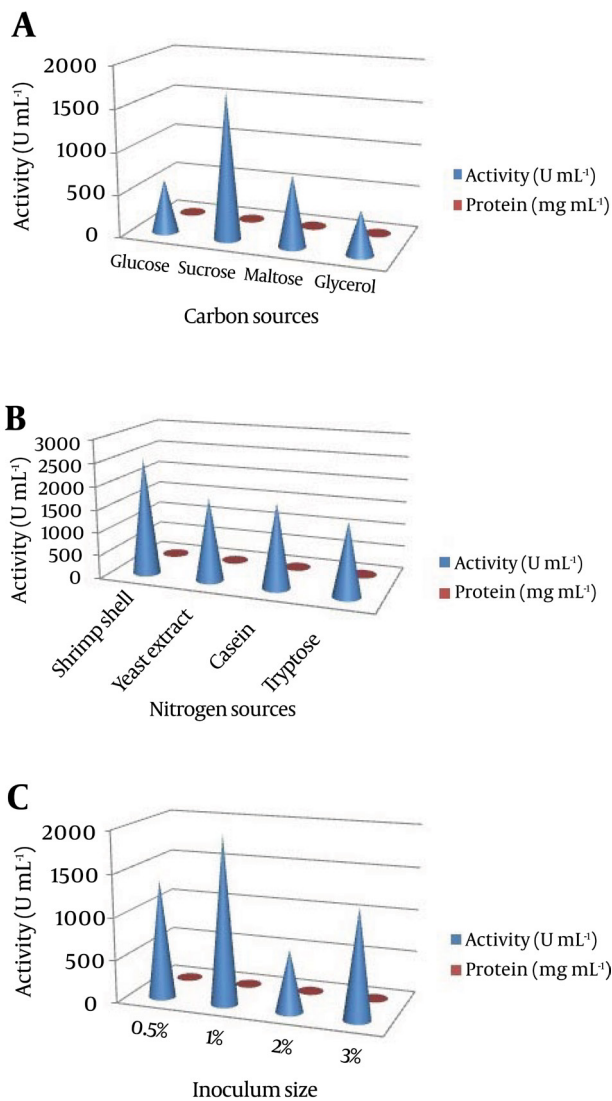 A
2000
1500
1000
500
0
Activity (U mL⁻¹)
Glucose Sucrose Maltose Glycerol
Carbon sources
Activity (U mL⁻¹)
Protein (mg mL⁻¹)
B
3000
2500
2000
1500
1000
500
0
Activity (U mL⁻¹)
Shrimp shell
Yeast extract
Casein
Tryptose
Nitrogen sources
Activity (U mL⁻¹)
Protein (mg mL⁻¹)
C
2000
1500
1000
500
0
Activity (U mL⁻¹)
0.5% 1% 2% 3%
Inoculum size
Activity (U mL⁻¹)
Protein (mg mL⁻¹)